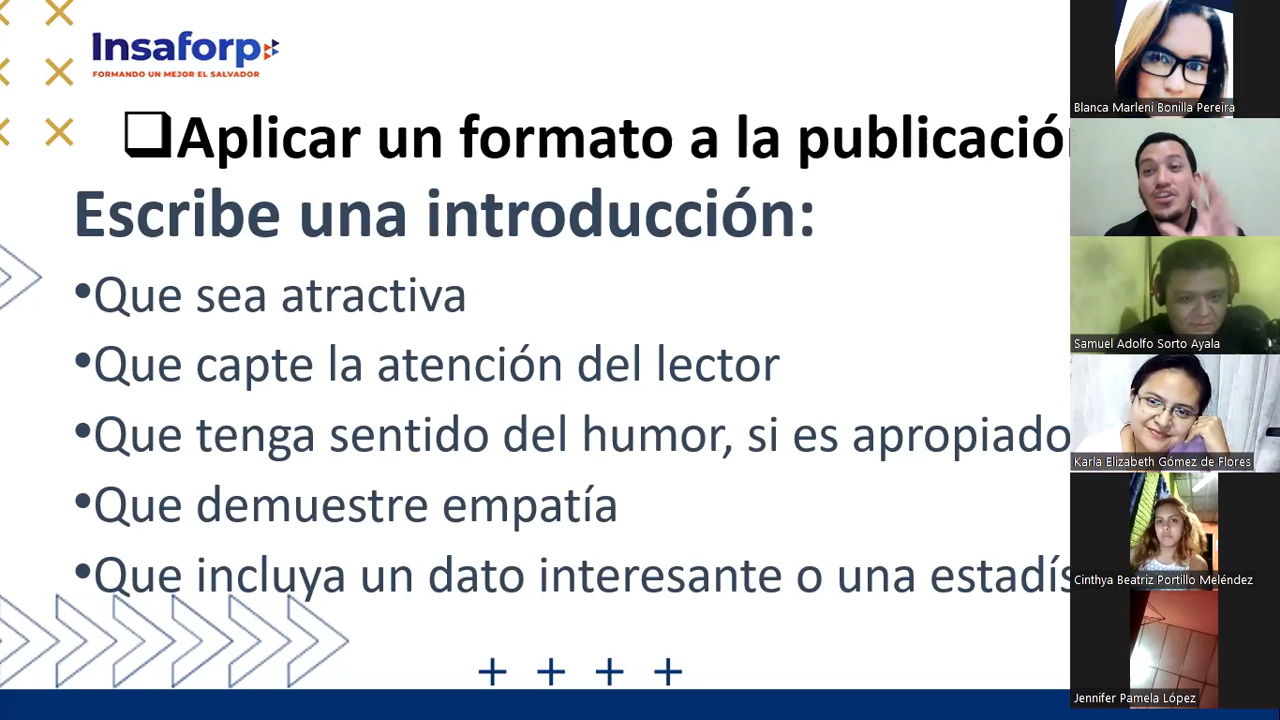 Insaforp
FORMANDO UN MEJOR EL SALVADOR
Aplicar un formato a la publicación
Escribe una introducción:
•Que sea atractiva
•Que capte la atención del lector
•Que tenga sentido del humor, si es apropiado
•Que demuestre empatía
•Que incluya un dato interesante o una estadís
Blanca Marleni Bonilla Pereira
Samuel Adolfo Sorto Ayala
Karla Elizabeth Gómez de Flores
Cinthya Beatriz Portillo Meléndez
Jennifer Pamela López